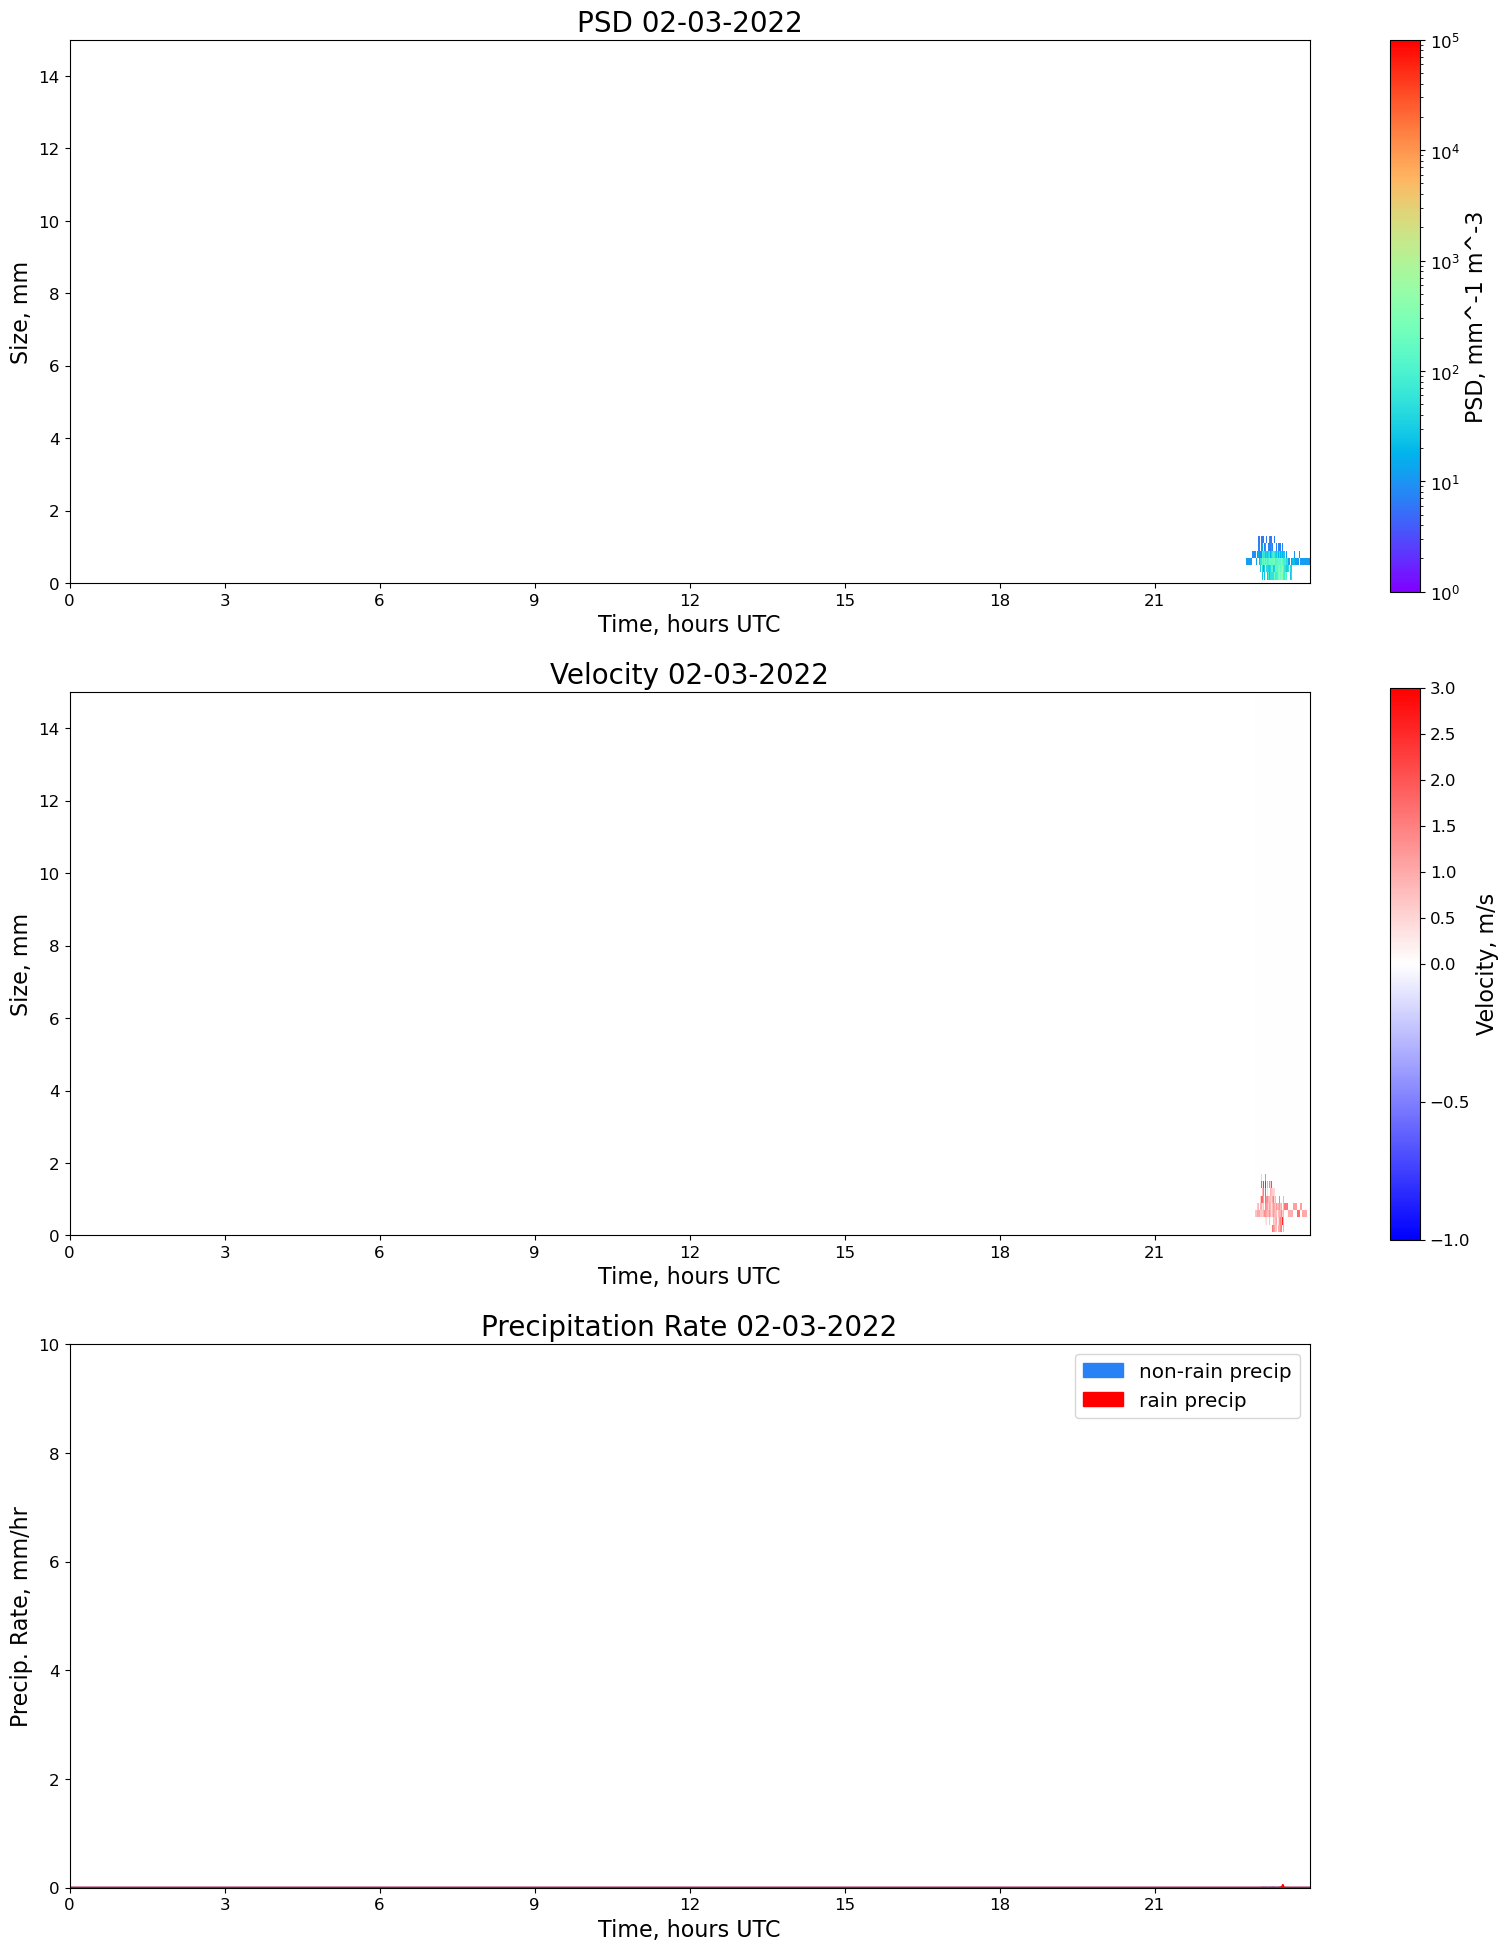 PSD 02-03-2022
14
12
10
8
6
4
2
0
Size, mm
0 3 6 9 12 15 18 21
Time, hours UTC
10^5
10^4
10^3
10^2
10^1
10^0
PSD, mm^-1 m^-3
Velocity 02-03-2022
14
12
10
8
6
4
2
0
Size, mm
0 3 6 9 12 15 18 21
Time, hours UTC
3.0
2.5
2.0
1.5
1.0
0.5
0.0
−0.5
−1.0
Velocity, m/s
Precipitation Rate 02-03-2022
10
8
6
4
2
0
Precip. Rate, mm/hr
non-rain precip
rain precip
0 3 6 9 12 15 18 21
Time, hours UTC